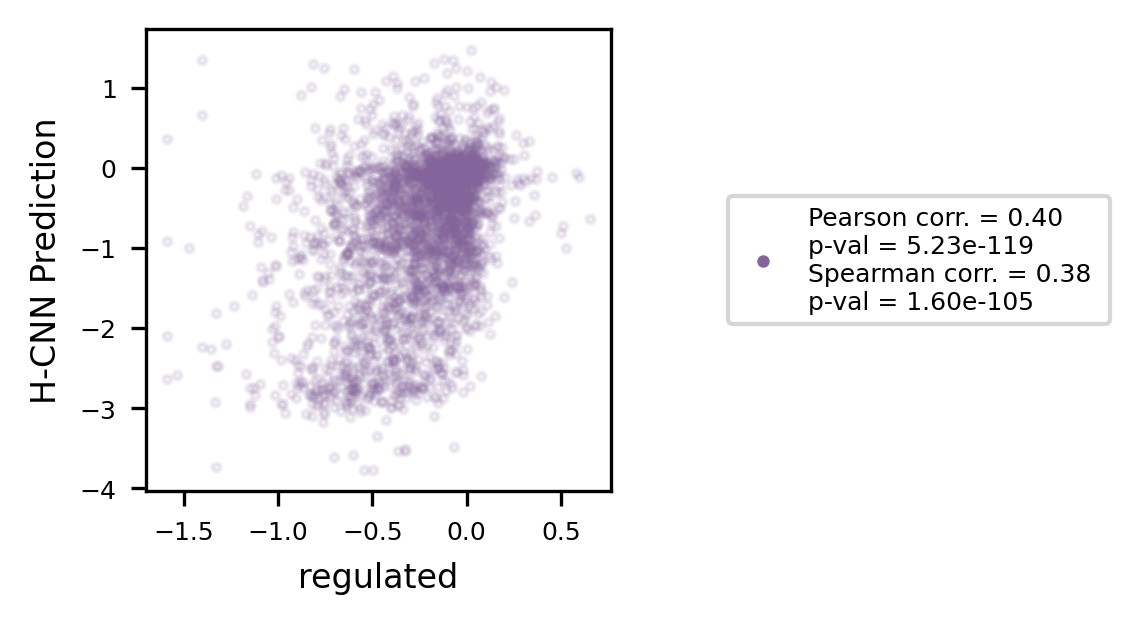 H-CNN Prediction
1
0
−1
−2
−3
−4
−1.5 −1.0 −0.5 0.0 0.5
regulated
Pearson corr. = 0.40
p-val = 5.23e-119
Spearman corr. = 0.38
p-val = 1.60e-105